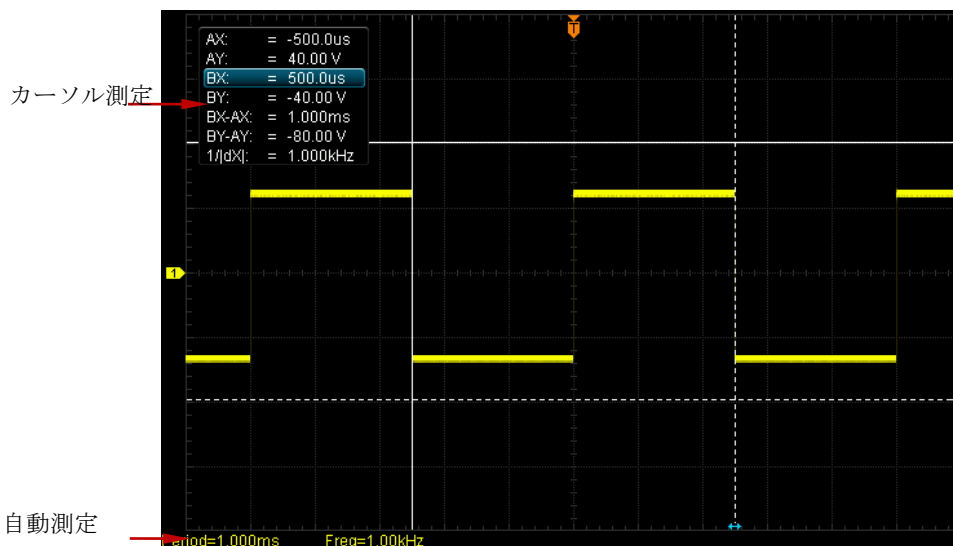 AX: = -500.0us
AY: = 40.00 V
BX: = 500.0us
BY: = -40.00 V
BX-AX: = 1.000ms
BY-AY: = -80.00 V
1/|dX|: = 1.000kHz
T
カーソル測定
1
自動測定
Period=1.000ms Freq=1.00kHz